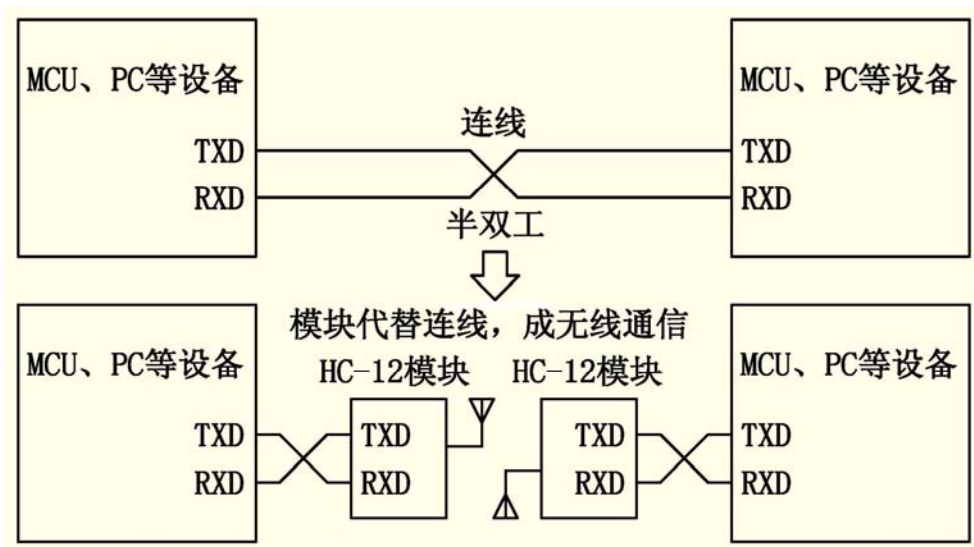 MCU、PC等设备
MCU、PC等设备
连线
TXD
TXD
RXD
RXD
半双工
模块代替连线，成无线通信
MCU、PC等设备
HC-12模块
HC-12模块
MCU、PC等设备
TXD
TXD
TXD
TXD
RXD
RXD
RXD
RXD